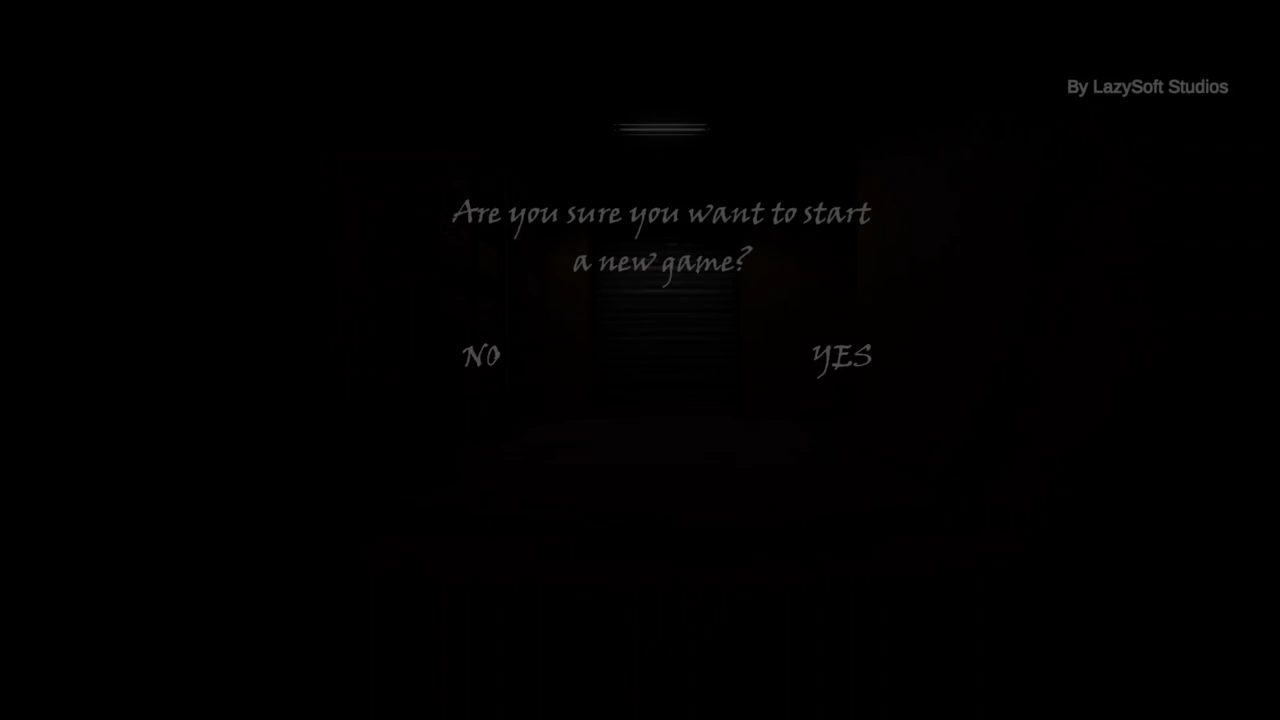 By LazySoft Studios
Are you sure you want to start
a new game?
NO
YES